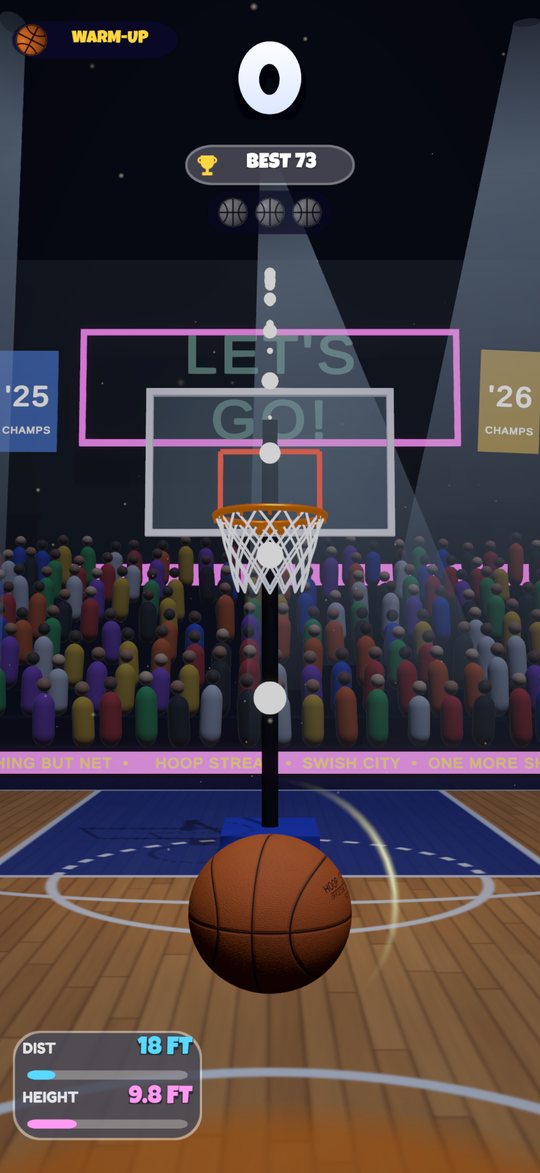 WARM-UP
0
BEST 73
LET'S
GO!
'25
CHAMPS
'26
CHAMPS
HING BUT NET • HOOP STREA • SWISH CITY • ONE MORE SH
DIST 18 FT
HEIGHT 9.8 FT